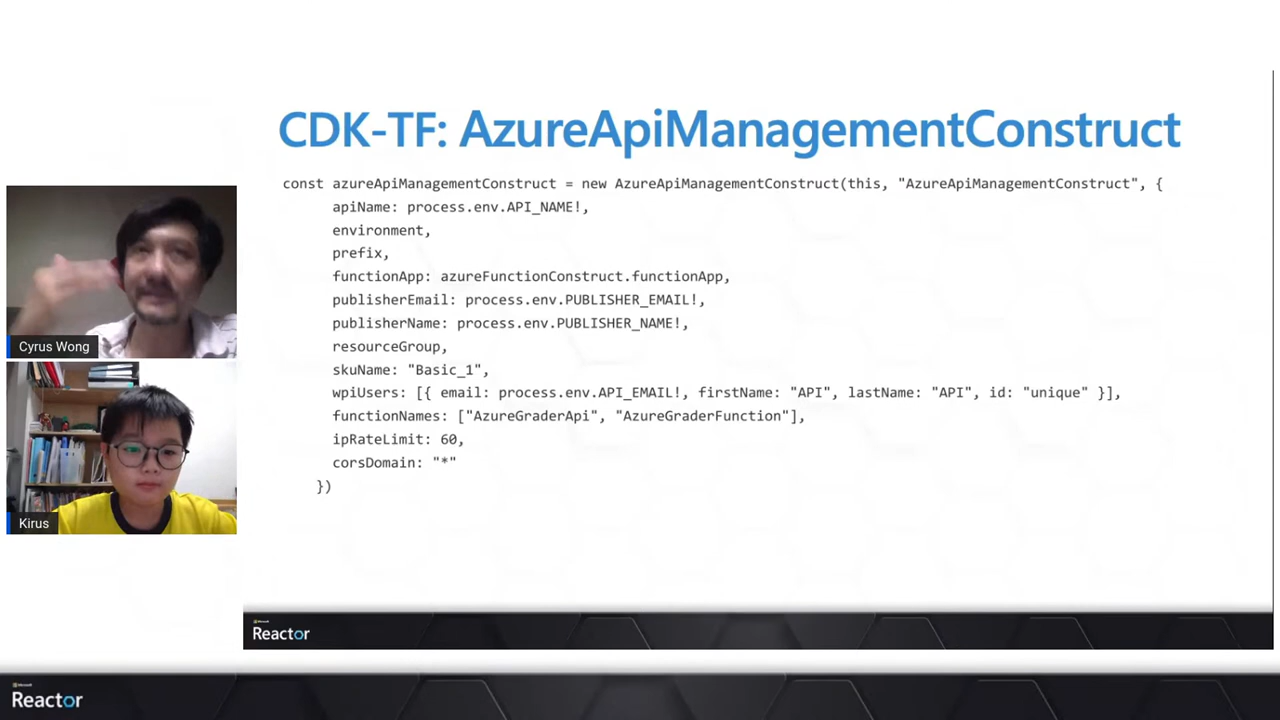 CDK-TF: AzureApiManagementConstruct
const azureApiManagementConstruct = new AzureApiManagementConstruct(this, "AzureApiManagementConstruct", {
apiName: process.env.API_NAME!,
environment,
prefix,
functionApp: azureFunctionConstruct.functionApp,
publisherEmail: process.env.PUBLISHER_EMAIL!,
publisherName: process.env.PUBLISHER_NAME!,
resourceGroup,
skuName: "Basic_1",
wpiUsers: [{ email: process.env.API_EMAIL!, firstName: "API", lastName: "API", id: "unique" }],
functionNames: ["AzureGraderApi", "AzureGraderFunction"],
ipRateLimit: 60,
corsDomain: "*"
})
Cyrus Wong
Kirus
Microsoft
Reactor
Microsoft
Reactor